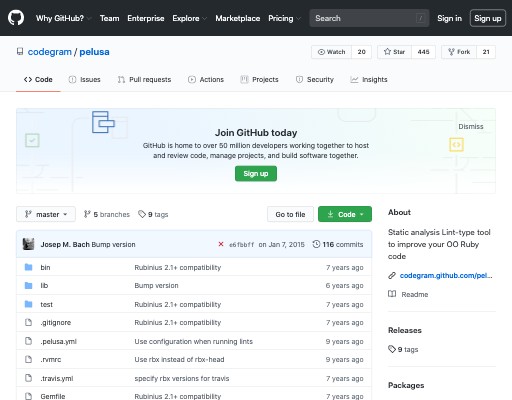 Why GitHub? Team Enterprise Explore Marketplace Pricing Search / Sign in Sign up
codegram / pelusa Watch 20 Star 445 Fork 21
Code Issues Pull requests Actions Projects Security Insights
Join GitHub today
Dismiss
GitHub is home to over 50 million developers working together to host
and review code, manage projects, and build software together.
Sign up
master 5 branches 9 tags Go to file Code
Josep M. Bach Bump version e6fbbff on Jan 7, 2015 116 commits
bin Rubinius 2.1+ compatibility 7 years ago
lib Bump version 6 years ago
test Rubinius 2.1+ compatibility 7 years ago
.gitignore Rubinius 2.1+ compatibility 7 years ago
.pelusa.yml Use configuration when running lints 9 years ago
.rvmrc Use rbx instead of rbx-head 9 years ago
.travis.yml specify rbx versions for travis 7 years ago
Gemfile Rubinius 2.1+ compatibility 7 years ago
About
Static analysis Lint-type tool
to improve your OO Ruby
code
codegram.github.com/pel...
Readme
Releases
9 tags
Packages